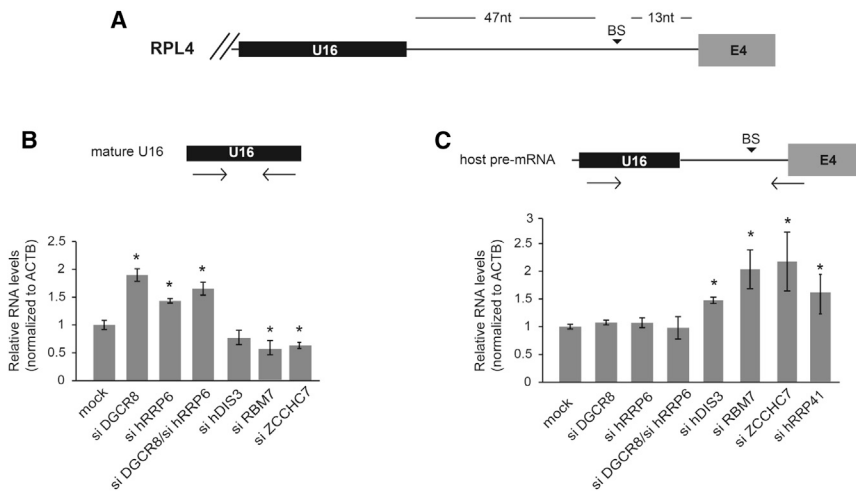 A
RPL4
U16
47nt
BS
13nt
E4
B
mature U16
U16
Relative RNA levels
(normalized to ACTB)
2.5
2
1.5
1
0.5
0
* * * * *
mock
si DGCR8
si hRRP6
si DGCR8/si hRRP6
si hDIS3
si RBM7
si ZCCHC7
C
host pre-mRNA
U16
BS
E4
Relative RNA levels
(normalized to ACTB)
3
2.5
2
1.5
1
0.5
0
* * * *
mock
si DGCR8
si hRRP6
si DGCR8/si hRRP6
si hDIS3
si RBM7
si ZCCHC7
si hRRP41